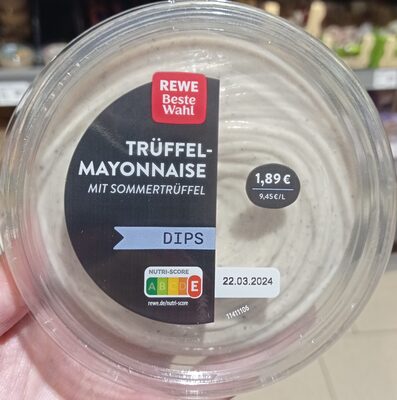 REWE
Beste
Wahl
TRÜFFEL-
MAYONNAISE
MIT SOMMERTRÜFFEL
1,89 €
9,45 €/L
DIPS
NUTRI-SCORE
A B C D E
22.03.2024
rewe.de/nutri-score
11411106